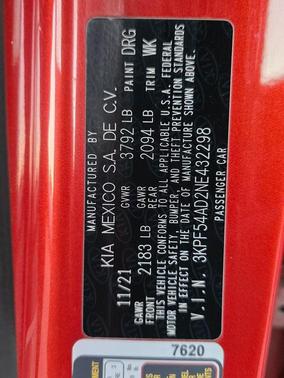 MANUFACTURED BY
KIA MEXICO S.A. DE C.V.
11/21 GVWR 3792 LB PAINT DRG
GAWR FRONT 2183 LB GAWR REAR 2094 LB TRIM WK
THIS VEHICLE CONFORMS TO ALL APPLICABLE U.S.A. FEDERAL
MOTOR VEHICLE SAFETY, BUMPER, AND THEFT PREVENTION STANDARDS
IN EFFECT ON THE DATE OF MANUFACTURE SHOWN ABOVE.
V.I.N. : 3KPF54AD2NE432298
PASSENGER CAR
7620